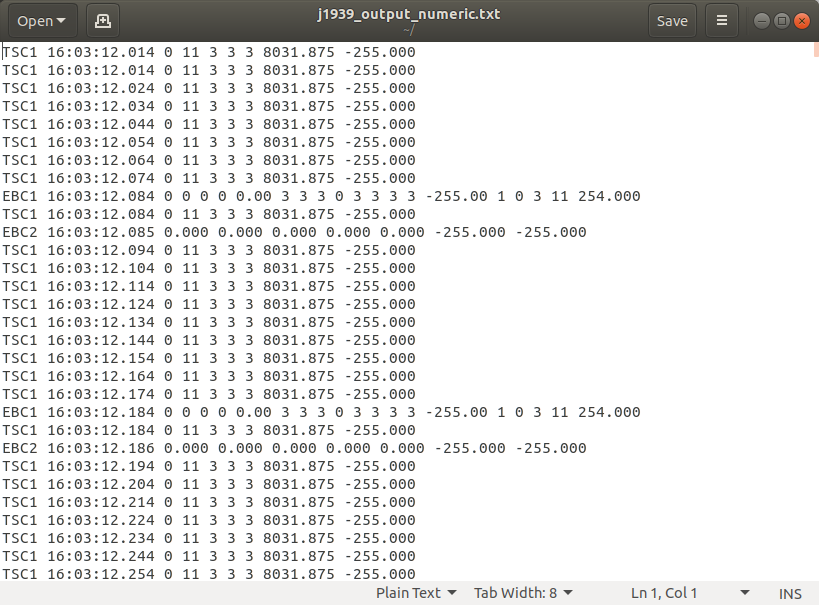 Open
j1939_output_numeric.txt
~/
Save
TSC1 16:03:12.014 0 11 3 3 3 8031.875 -255.000
TSC1 16:03:12.014 0 11 3 3 3 8031.875 -255.000
TSC1 16:03:12.024 0 11 3 3 3 8031.875 -255.000
TSC1 16:03:12.034 0 11 3 3 3 8031.875 -255.000
TSC1 16:03:12.044 0 11 3 3 3 8031.875 -255.000
TSC1 16:03:12.054 0 11 3 3 3 8031.875 -255.000
TSC1 16:03:12.064 0 11 3 3 3 8031.875 -255.000
TSC1 16:03:12.074 0 11 3 3 3 8031.875 -255.000
EBC1 16:03:12.084 0 0 0 0 0.00 3 3 3 0 3 3 3 3 -255.00 1 0 3 11 254.000
TSC1 16:03:12.084 0 11 3 3 3 8031.875 -255.000
EBC2 16:03:12.085 0.000 0.000 0.000 0.000 0.000 -255.000 -255.000
TSC1 16:03:12.094 0 11 3 3 3 8031.875 -255.000
TSC1 16:03:12.104 0 11 3 3 3 8031.875 -255.000
TSC1 16:03:12.114 0 11 3 3 3 8031.875 -255.000
TSC1 16:03:12.124 0 11 3 3 3 8031.875 -255.000
TSC1 16:03:12.134 0 11 3 3 3 8031.875 -255.000
TSC1 16:03:12.144 0 11 3 3 3 8031.875 -255.000
TSC1 16:03:12.154 0 11 3 3 3 8031.875 -255.000
TSC1 16:03:12.164 0 11 3 3 3 8031.875 -255.000
TSC1 16:03:12.174 0 11 3 3 3 8031.875 -255.000
EBC1 16:03:12.184 0 0 0 0 0.00 3 3 3 0 3 3 3 3 -255.00 1 0 3 11 254.000
TSC1 16:03:12.184 0 11 3 3 3 8031.875 -255.000
EBC2 16:03:12.186 0.000 0.000 0.000 0.000 0.000 -255.000 -255.000
TSC1 16:03:12.194 0 11 3 3 3 8031.875 -255.000
TSC1 16:03:12.204 0 11 3 3 3 8031.875 -255.000
TSC1 16:03:12.214 0 11 3 3 3 8031.875 -255.000
TSC1 16:03:12.224 0 11 3 3 3 8031.875 -255.000
TSC1 16:03:12.234 0 11 3 3 3 8031.875 -255.000
TSC1 16:03:12.244 0 11 3 3 3 8031.875 -255.000
TSC1 16:03:12.254 0 11 3 3 3 8031.875 -255.000
Plain Text Tab Width: 8 Ln 1, Col 1 INS